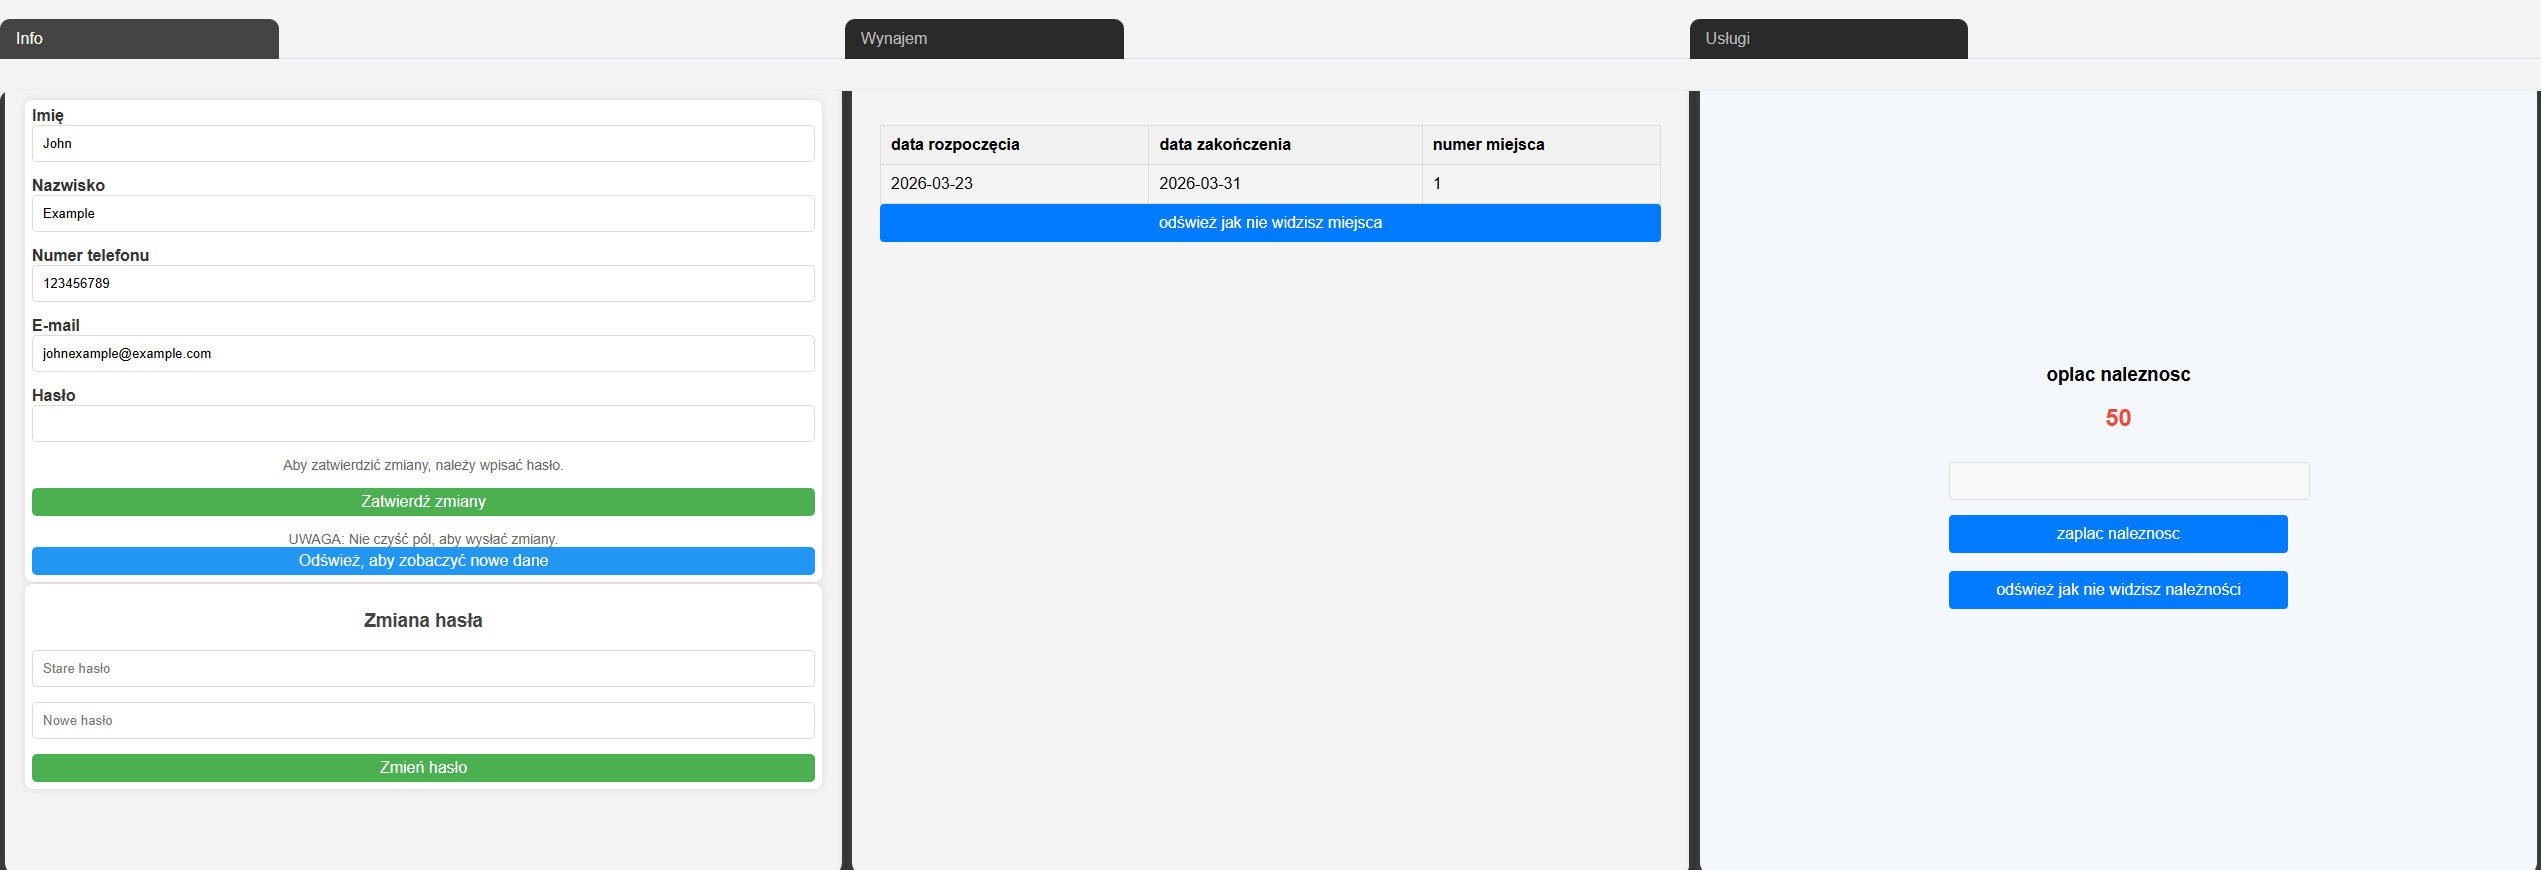 Info
Wynajem
Usługi
Imię
John
Nazwisko
Example
Numer telefonu
123456789
E-mail
johnexample@example.com
Hasło
Aby zatwierdzić zmiany, należy wpisać hasło.
Zatwierdź zmiany
UWAGA: Nie czyść pól, aby wysłać zmiany.
Odśwież, aby zobaczyć nowe dane
Zmiana hasła
Stare hasło
Nowe hasło
Zmień hasło
data rozpoczęcia data zakończenia numer miejsca
2026-03-23 2026-03-31 1
odśwież jak nie widzisz miejsca
oplac naleznosc
50
zaplac naleznosc
odśwież jak nie widzisz należności